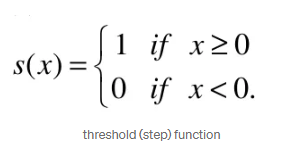 s(x) = { 1 if x ≥ 0
0 if x < 0.
threshold (step) function